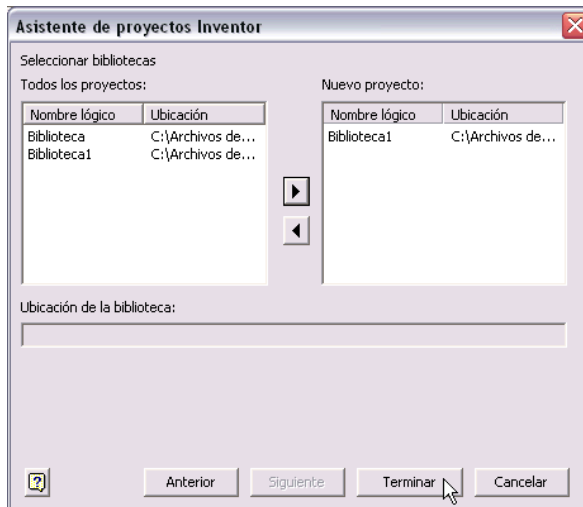 Asistente de proyectos Inventor
Seleccionar bibliotecas
Todos los proyectos:
Nombre lógico Ubicación
Biblioteca C:\Archivos de...
Biblioteca1 C:\Archivos de...
Nuevo proyecto:
Nombre lógico Ubicación
Biblioteca1 C:\Archivos de...
Ubicación de la biblioteca:
Anterior Siguiente Terminar Cancelar